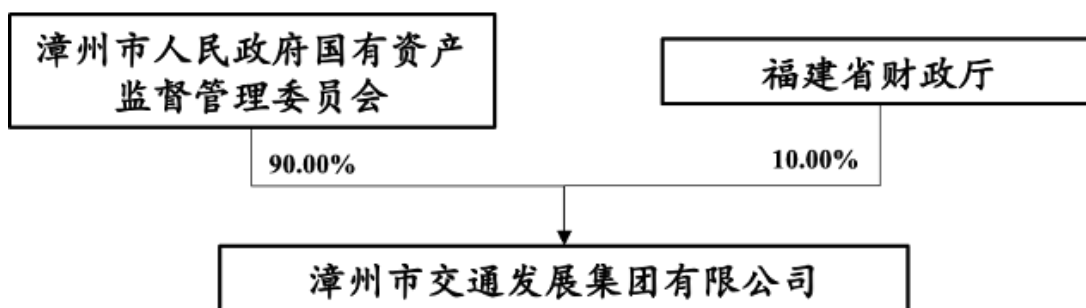 漳州市人民政府国有资产
监督管理委员会
福建省财政厅
90.00%
10.00%
漳州市交通发展集团有限公司